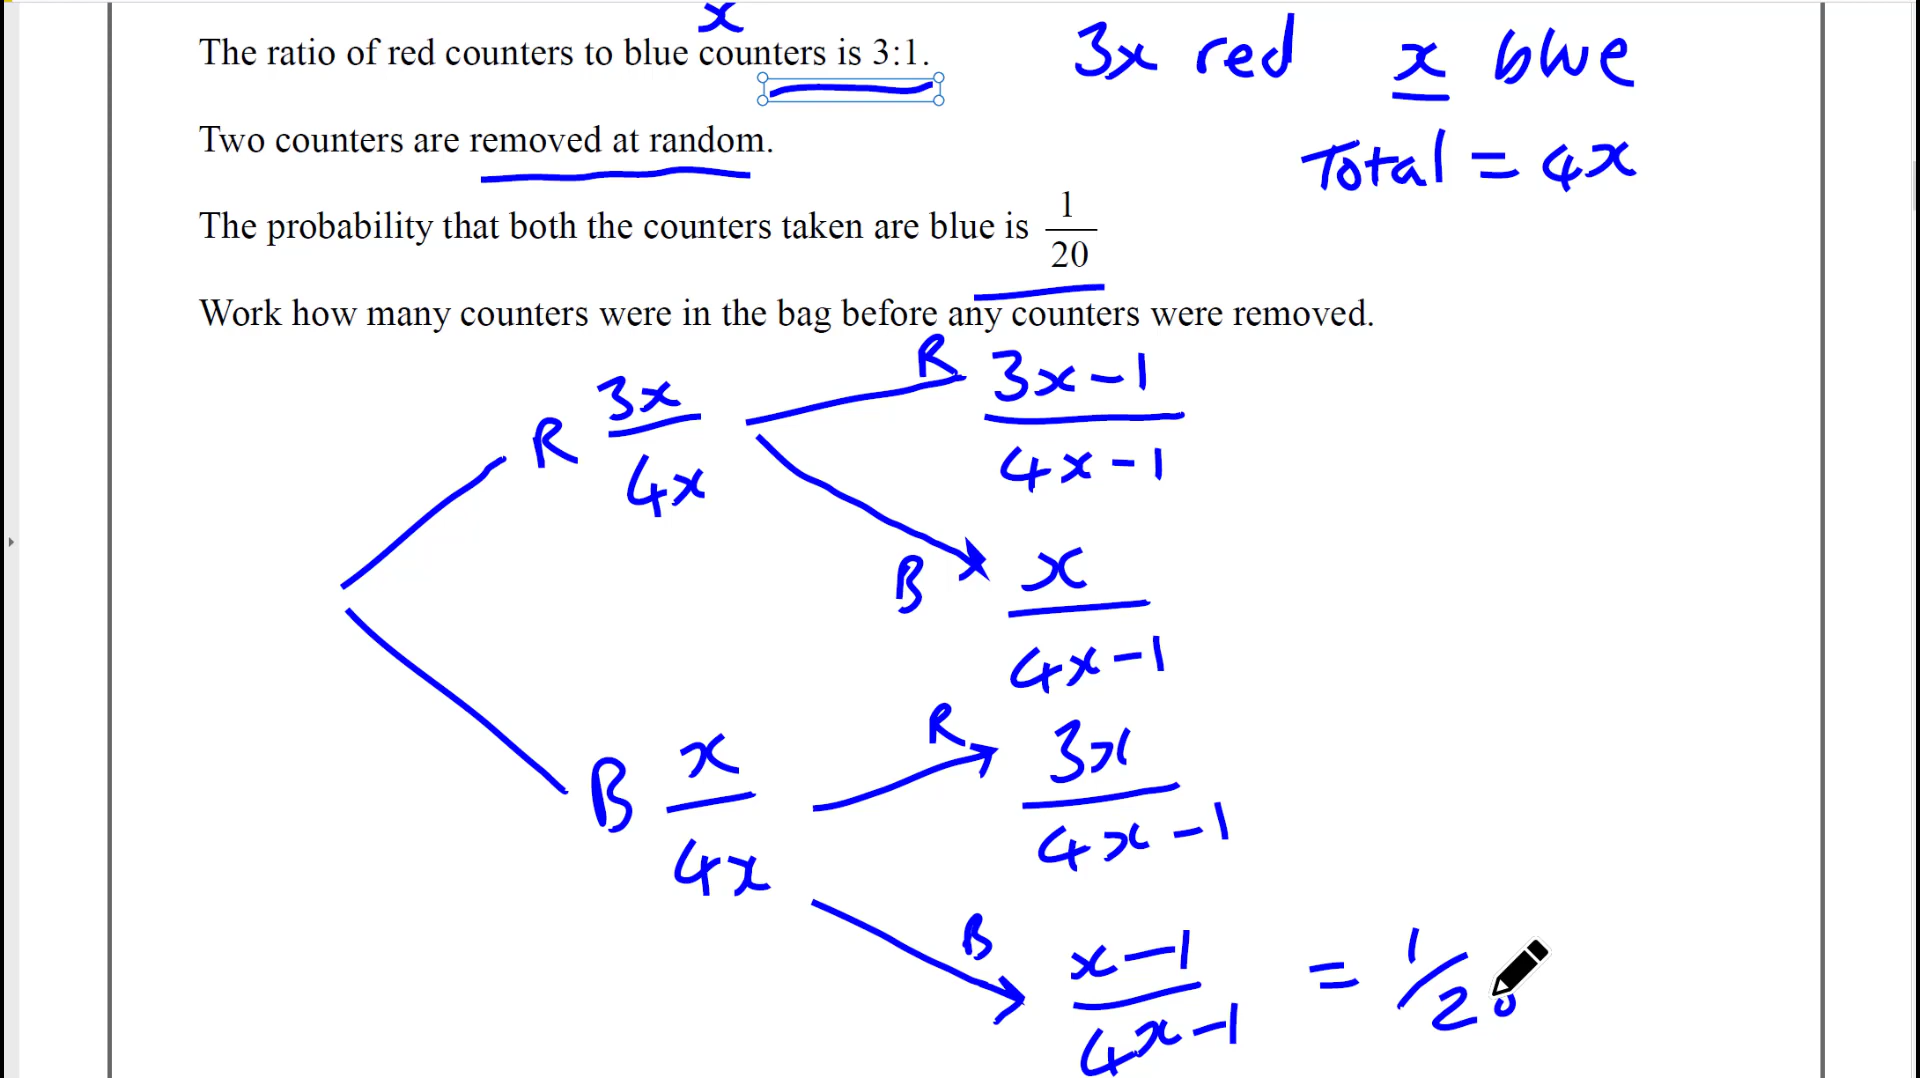 x
The ratio of red counters to blue counters is 3:1.
3x red x blue
Two counters are removed at random.
Total = 4x
The probability that both the counters taken are blue is 1/20
Work how many counters were in the bag before any counters were removed.
R 3x/4x
R 3x-1/4x-1
B x/4x-1
B x/4x
R 3x/4x-1
B x-1/4x-1 = 1/20